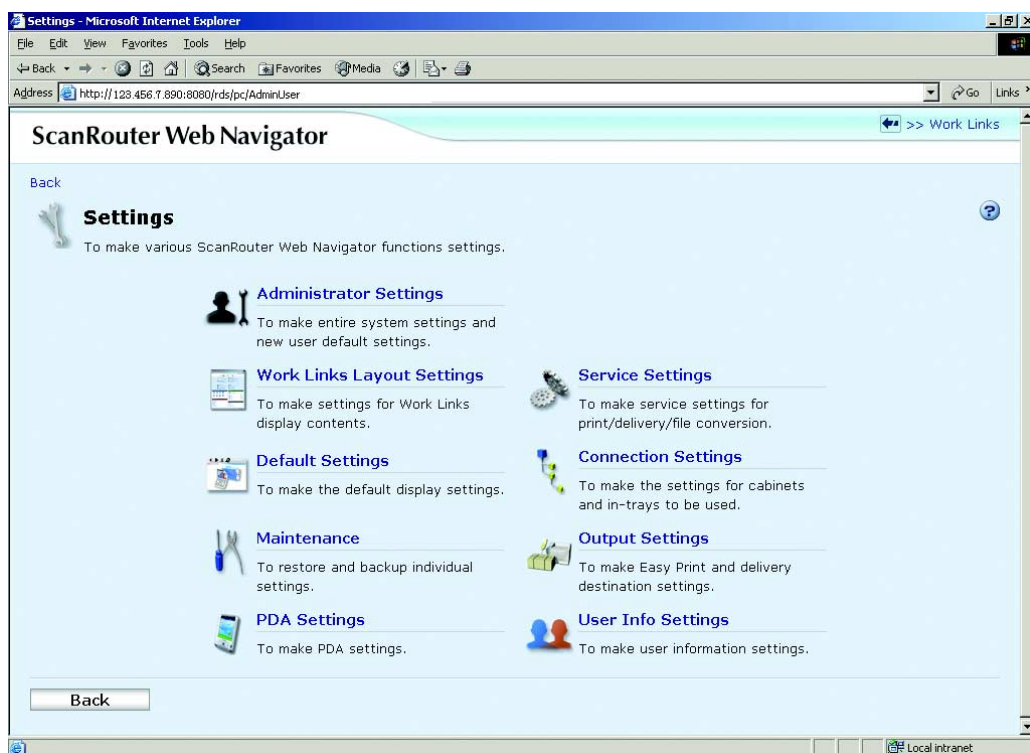 Settings - Microsoft Internet Explorer
File Edit View Favorites Tools Help
Back Search Favorites Media
Address http://123.456.7.890:8080/rds/pc/AdminUser Go Links »
ScanRouter Web Navigator
>> Work Links
Back
Settings
?
To make various ScanRouter Web Navigator functions settings.
Administrator Settings
To make entire system settings and
new user default settings.
Work Links Layout Settings
To make settings for Work Links
display contents.
Service Settings
To make service settings for
print/delivery/file conversion.
Default Settings
To make the default display settings.
Connection Settings
To make the settings for cabinets
and in-trays to be used.
Maintenance
To restore and backup individual
settings.
Output Settings
To make Easy Print and delivery
destination settings.
PDA Settings
To make PDA settings.
User Info Settings
To make user information settings.
Back
Local intranet